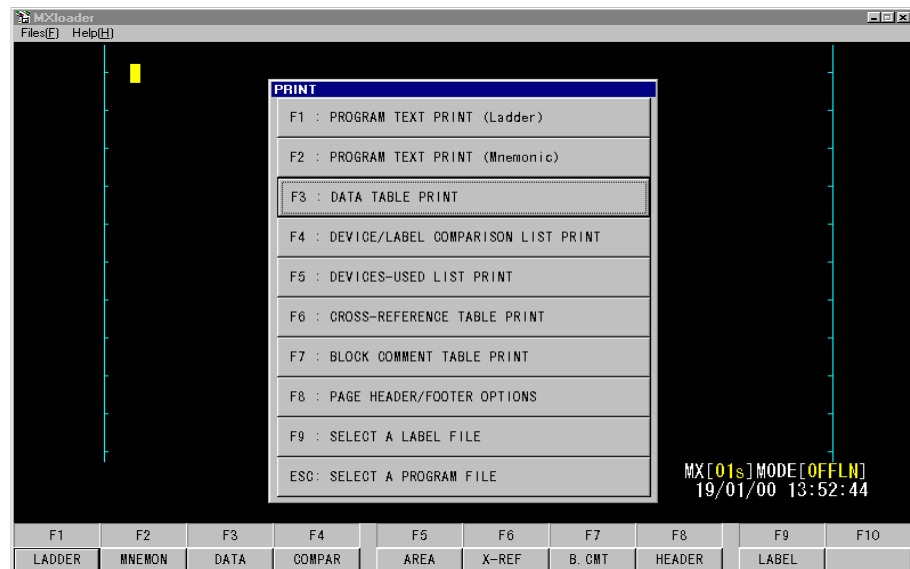 MXloader
Files(F) Help(H)
PRINT
F1 : PROGRAM TEXT PRINT (Ladder)
F2 : PROGRAM TEXT PRINT (Mnemonic)
F3 : DATA TABLE PRINT
F4 : DEVICE/LABEL COMPARISON LIST PRINT
F5 : DEVICES-USED LIST PRINT
F6 : CROSS-REFERENCE TABLE PRINT
F7 : BLOCK COMMENT TABLE PRINT
F8 : PAGE HEADER/FOOTER OPTIONS
F9 : SELECT A LABEL FILE
ESC: SELECT A PROGRAM FILE
MX[01s]MODE[OFFLN]
19/01/00 13:52:44
F1 F2 F3 F4 F5 F6 F7 F8 F9 F10
LADDER MNEMON DATA COMPAR AREA X-REF B. CMT HEADER LABEL